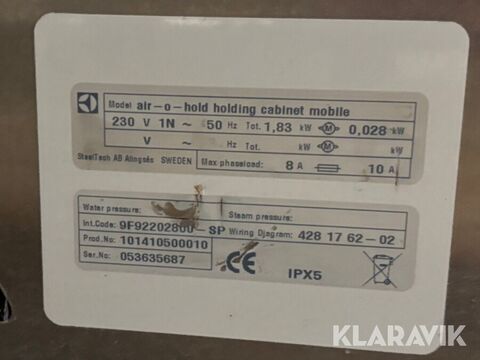 Model air-o-hold holding cabinet mobile
230 V 1N ~ 50 Hz Tot. 1,83 kW M 0,028 kW
V ~ Hz Tot. kW M kW
SteelTech AB Alingsås SWEDEN Max phaseload: 8 A 10 A
Water pressure: Steam pressure:
Int.Code: 9F92202800 SP Wiring Djagram: 428 17 62-02
Prod.No: 101410500010
Ser.No: 053635687 CE IPX5
KLARAVIK